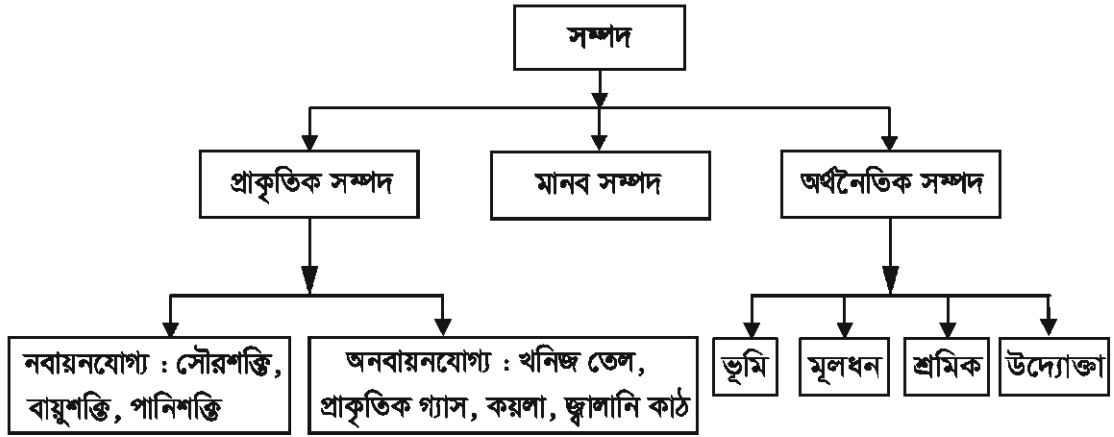 সম্পদ
প্রাকৃতিক সম্পদ
মানব সম্পদ
অর্থনৈতিক সম্পদ
নবায়নযোগ্য : সৌরশক্তি,
বায়ুশক্তি, পানিশক্তি
অনবায়নযোগ্য : খনিজ তেল,
প্রাকৃতিক গ্যাস, কয়লা, জ্বালানি কাঠ
ভূমি
মূলধন
শ্রমিক
উদ্যোক্তা